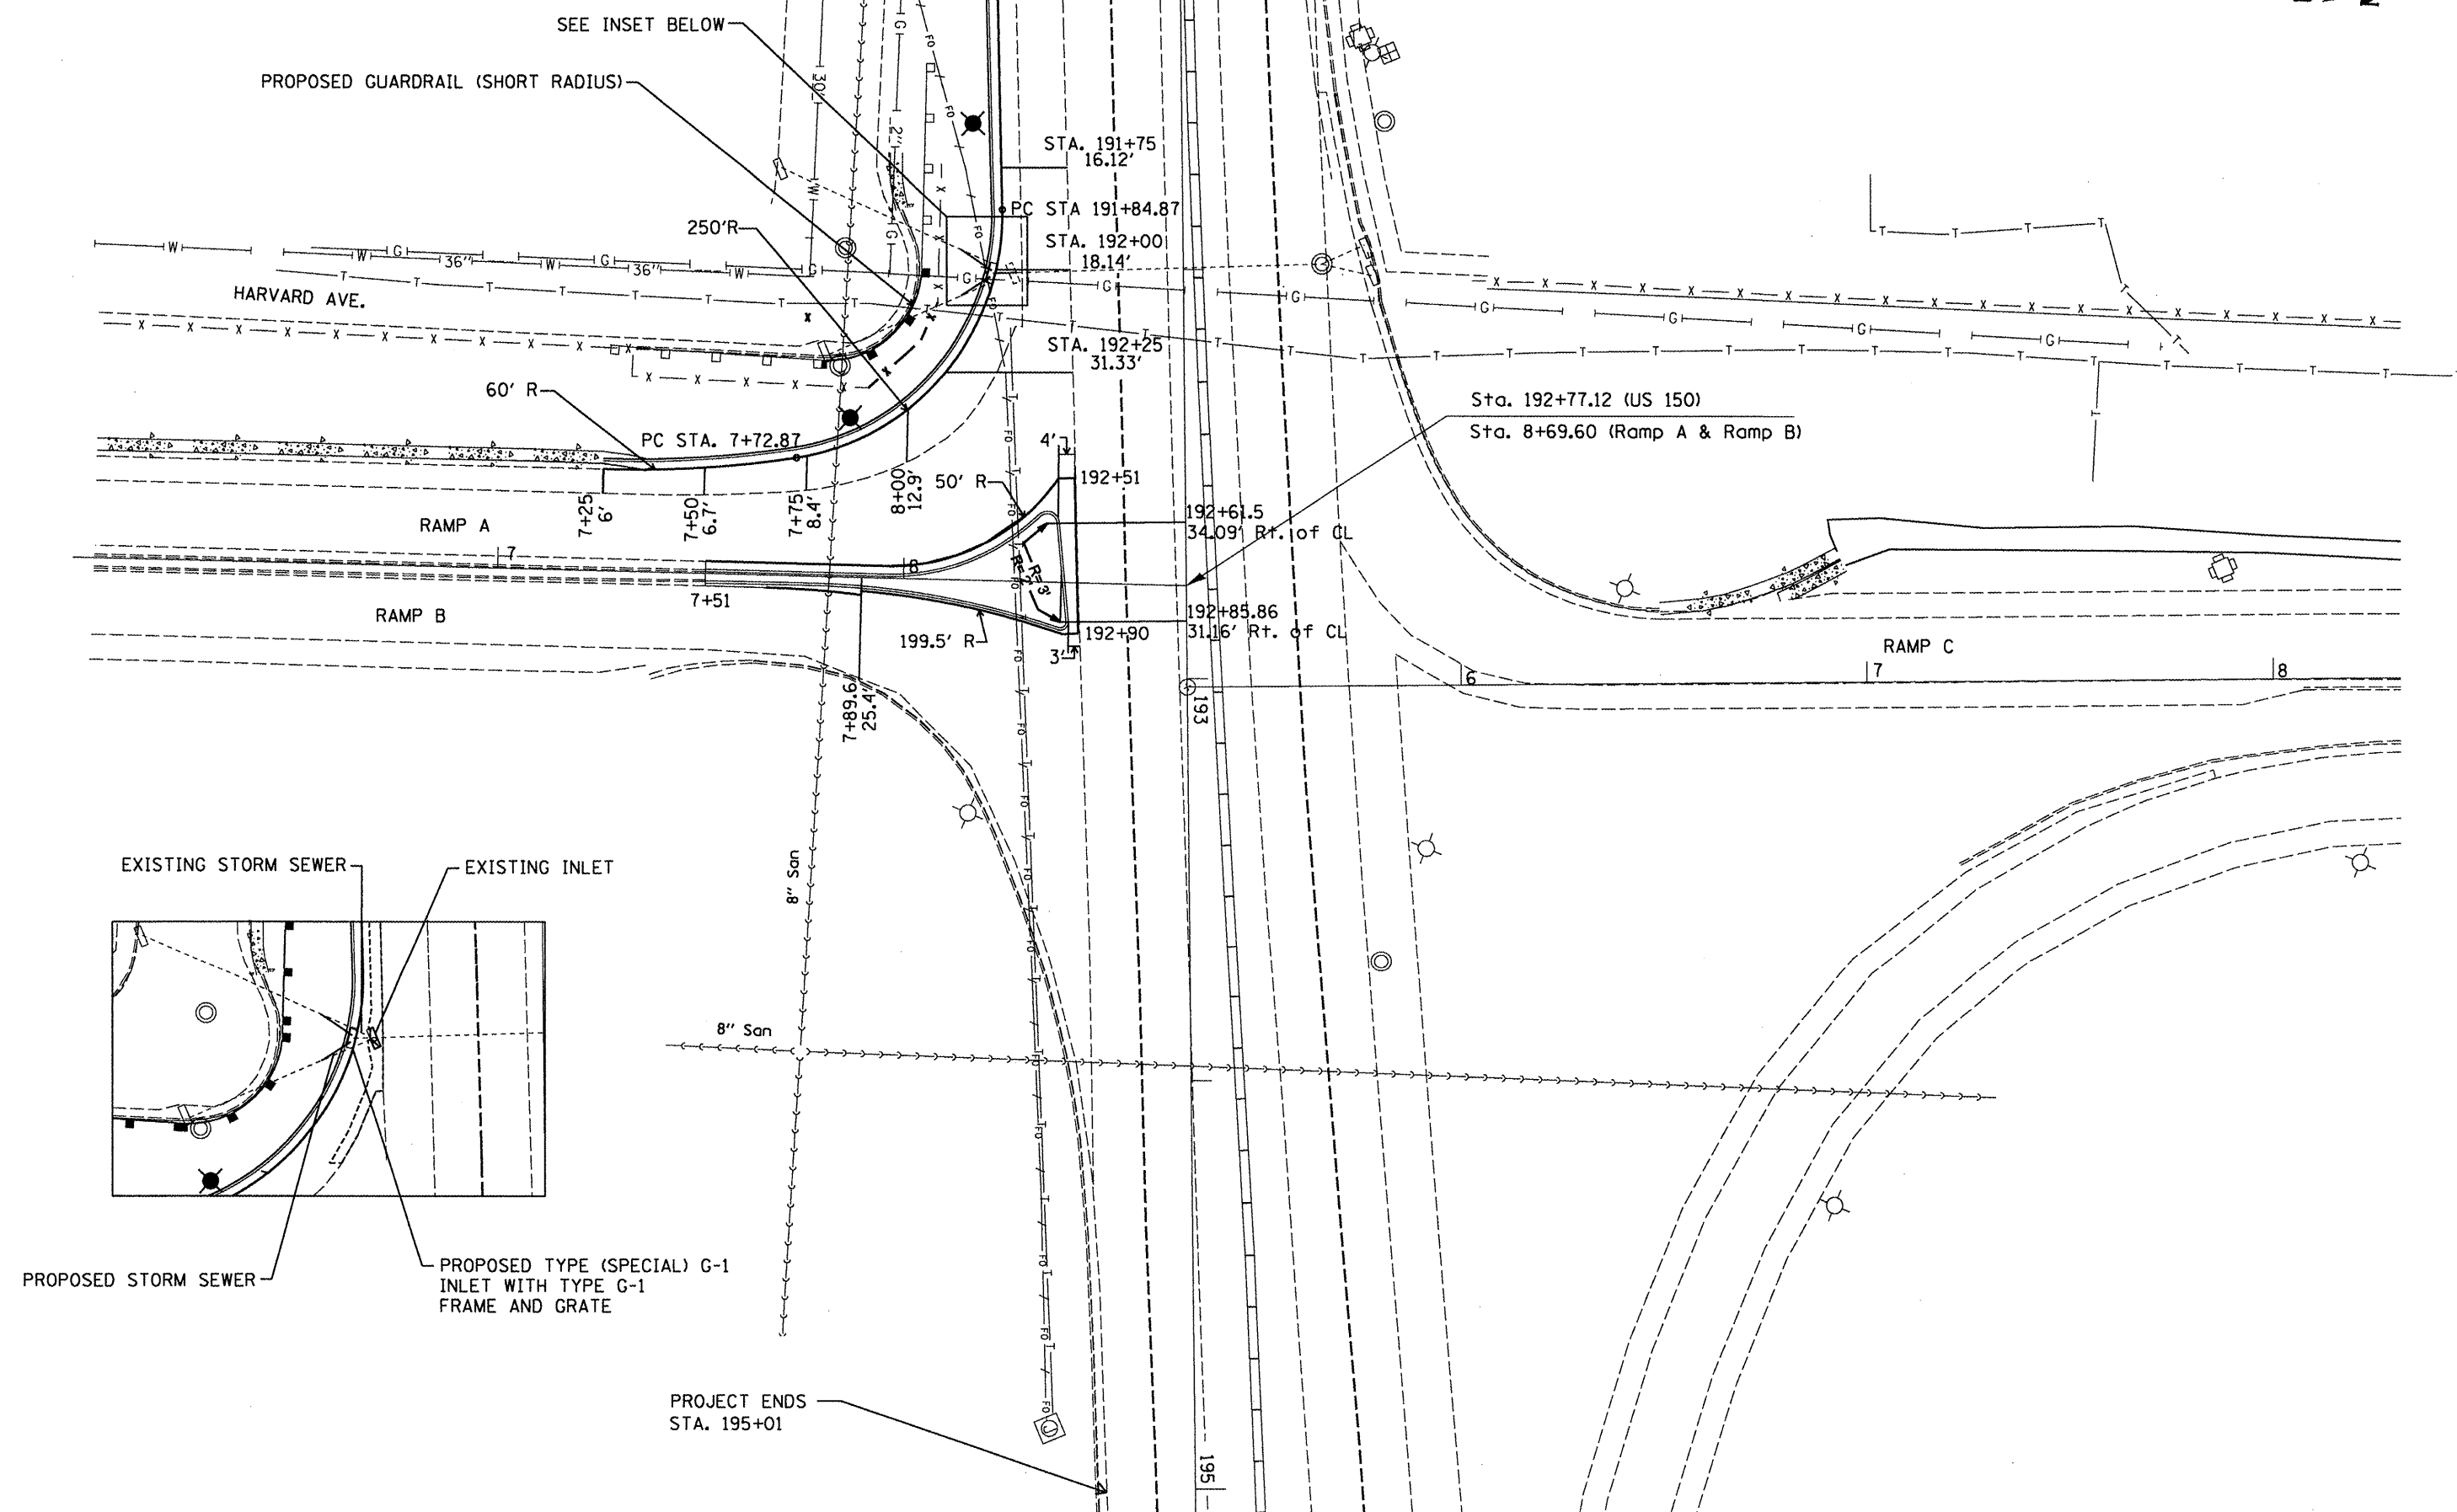 SEE INSET BELOW
PROPOSED GUARDRAIL (SHORT RADIUS)
G
FO
30'
FO
2"
W
G
FO
STA. 191+75
16.12'
PC STA 191+84.87
STA. 192+00
18.14'
250'R
W
G
W
36"
G
W
36"
W
G
G
G
G
G
G
G
G
T
T
T
T
T
T
T
HARVARD AVE.
X
X
X
X
X
X
X
X
STA. 192+25
31.33'
60' R
PC STA. 7+72.87
Sta. 192+77.12 (US 150)
Sta. 8+69.60 (Ramp A & Ramp B)
4'
50' R
192+51
7+25
6'
7+50
6.7'
7+75
8.4'
8+00
12.9'
RAMP A
7
8
192+61.5
34.09' Rt. of CL
R=2'
R=3'
7+51
RAMP B
199.5' R
192+85.86
31.16' Rt. of CL
192+90
3'
RAMP C
6
7
8
7+89.6
25.4'
193
8" San
EXISTING STORM SEWER
EXISTING INLET
8" San
PROPOSED STORM SEWER
PROPOSED TYPE (SPECIAL) G-1
INLET WITH TYPE G-1
FRAME AND GRATE
PROJECT ENDS
STA. 195+01
J
195